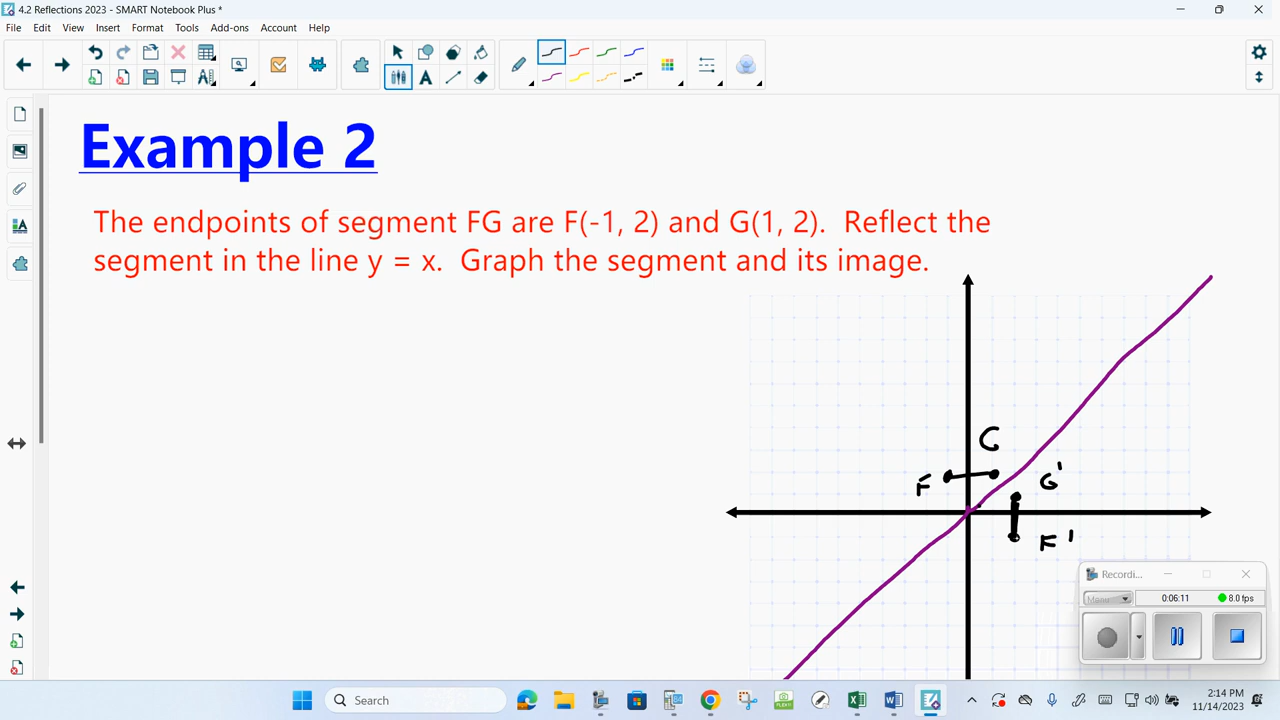 4.2 Reflections 2023 - SMART Notebook Plus *
File Edit View Insert Format Tools Add-ons Account Help
Example 2
The endpoints of segment FG are F(-1, 2) and G(1, 2). Reflect the
segment in the line y = x. Graph the segment and its image.
G
F
G'
F'
Recordi...
Menu
0:06:11
8.0 fps
Search
2:14 PM
11/14/2023